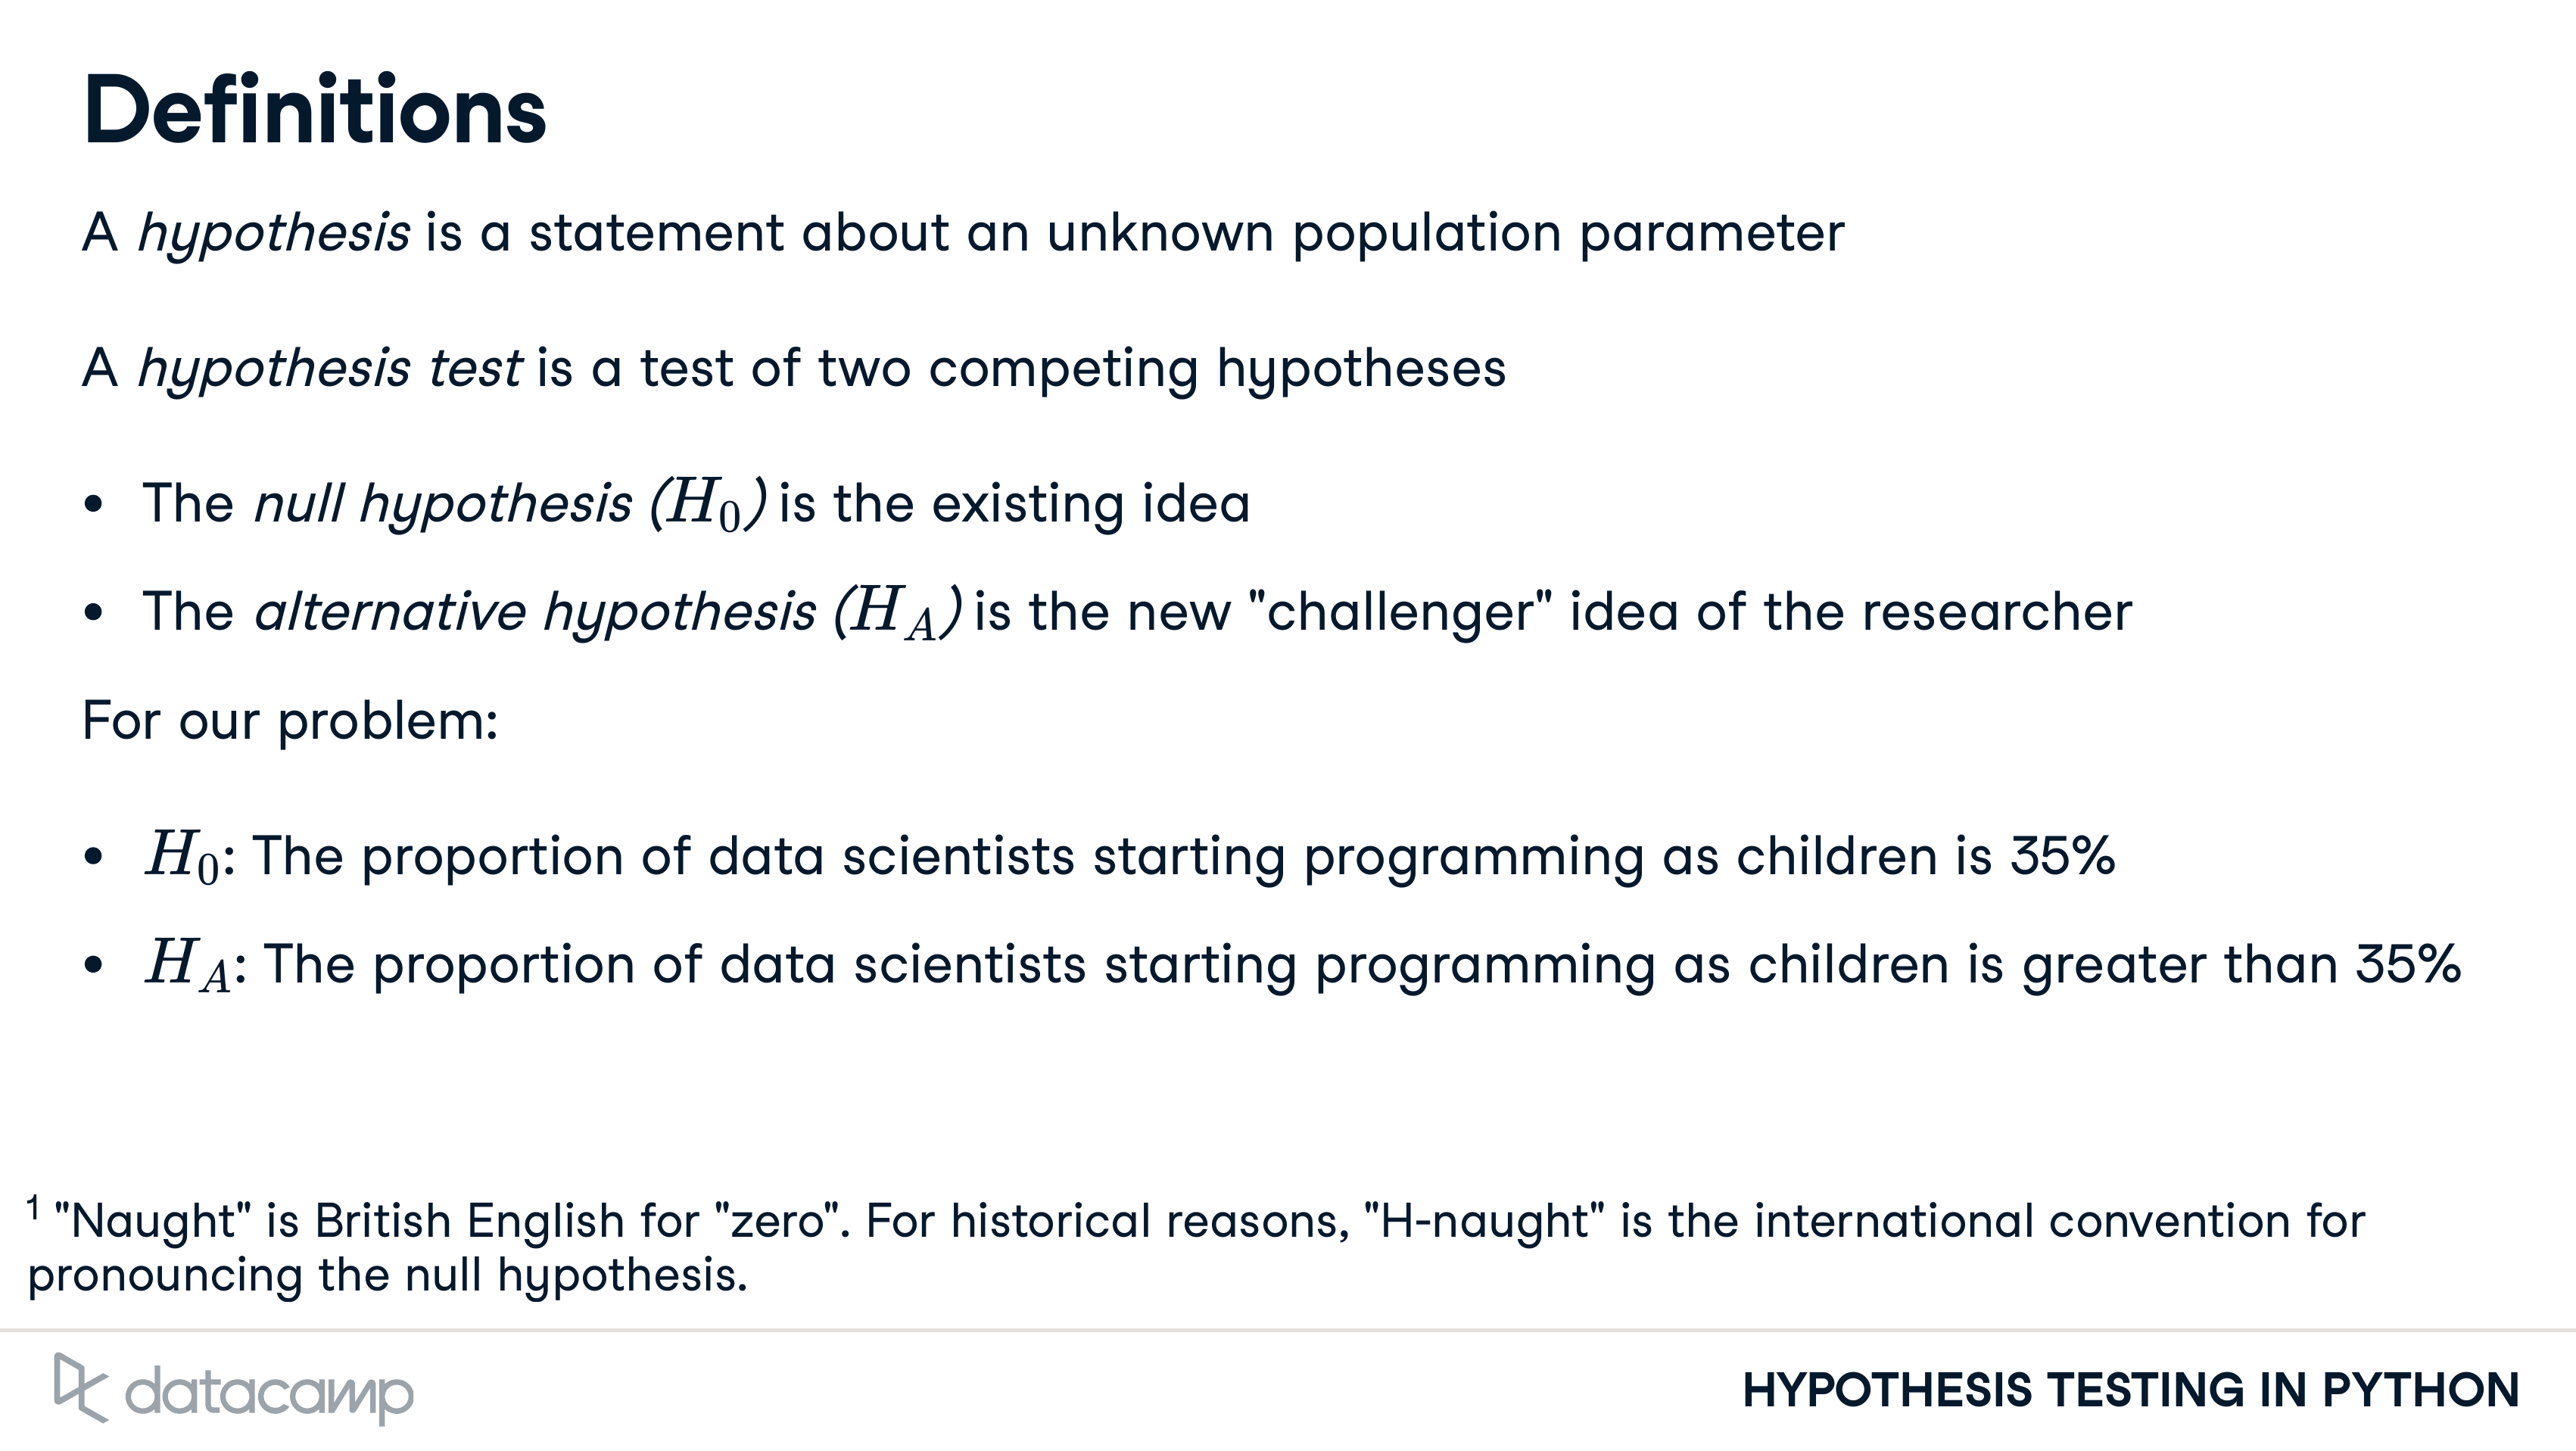 Definitions
A hypothesis is a statement about an unknown population parameter
A hypothesis test is a test of two competing hypotheses
• The null hypothesis (H₀) is the existing idea
• The alternative hypothesis (H_A) is the new "challenger" idea of the researcher
For our problem:
• H₀: The proportion of data scientists starting programming as children is 35%
• H_A: The proportion of data scientists starting programming as children is greater than 35%
¹ "Naught" is British English for "zero". For historical reasons, "H-naught" is the international convention for
pronouncing the null hypothesis.
datacamp
HYPOTHESIS TESTING IN PYTHON